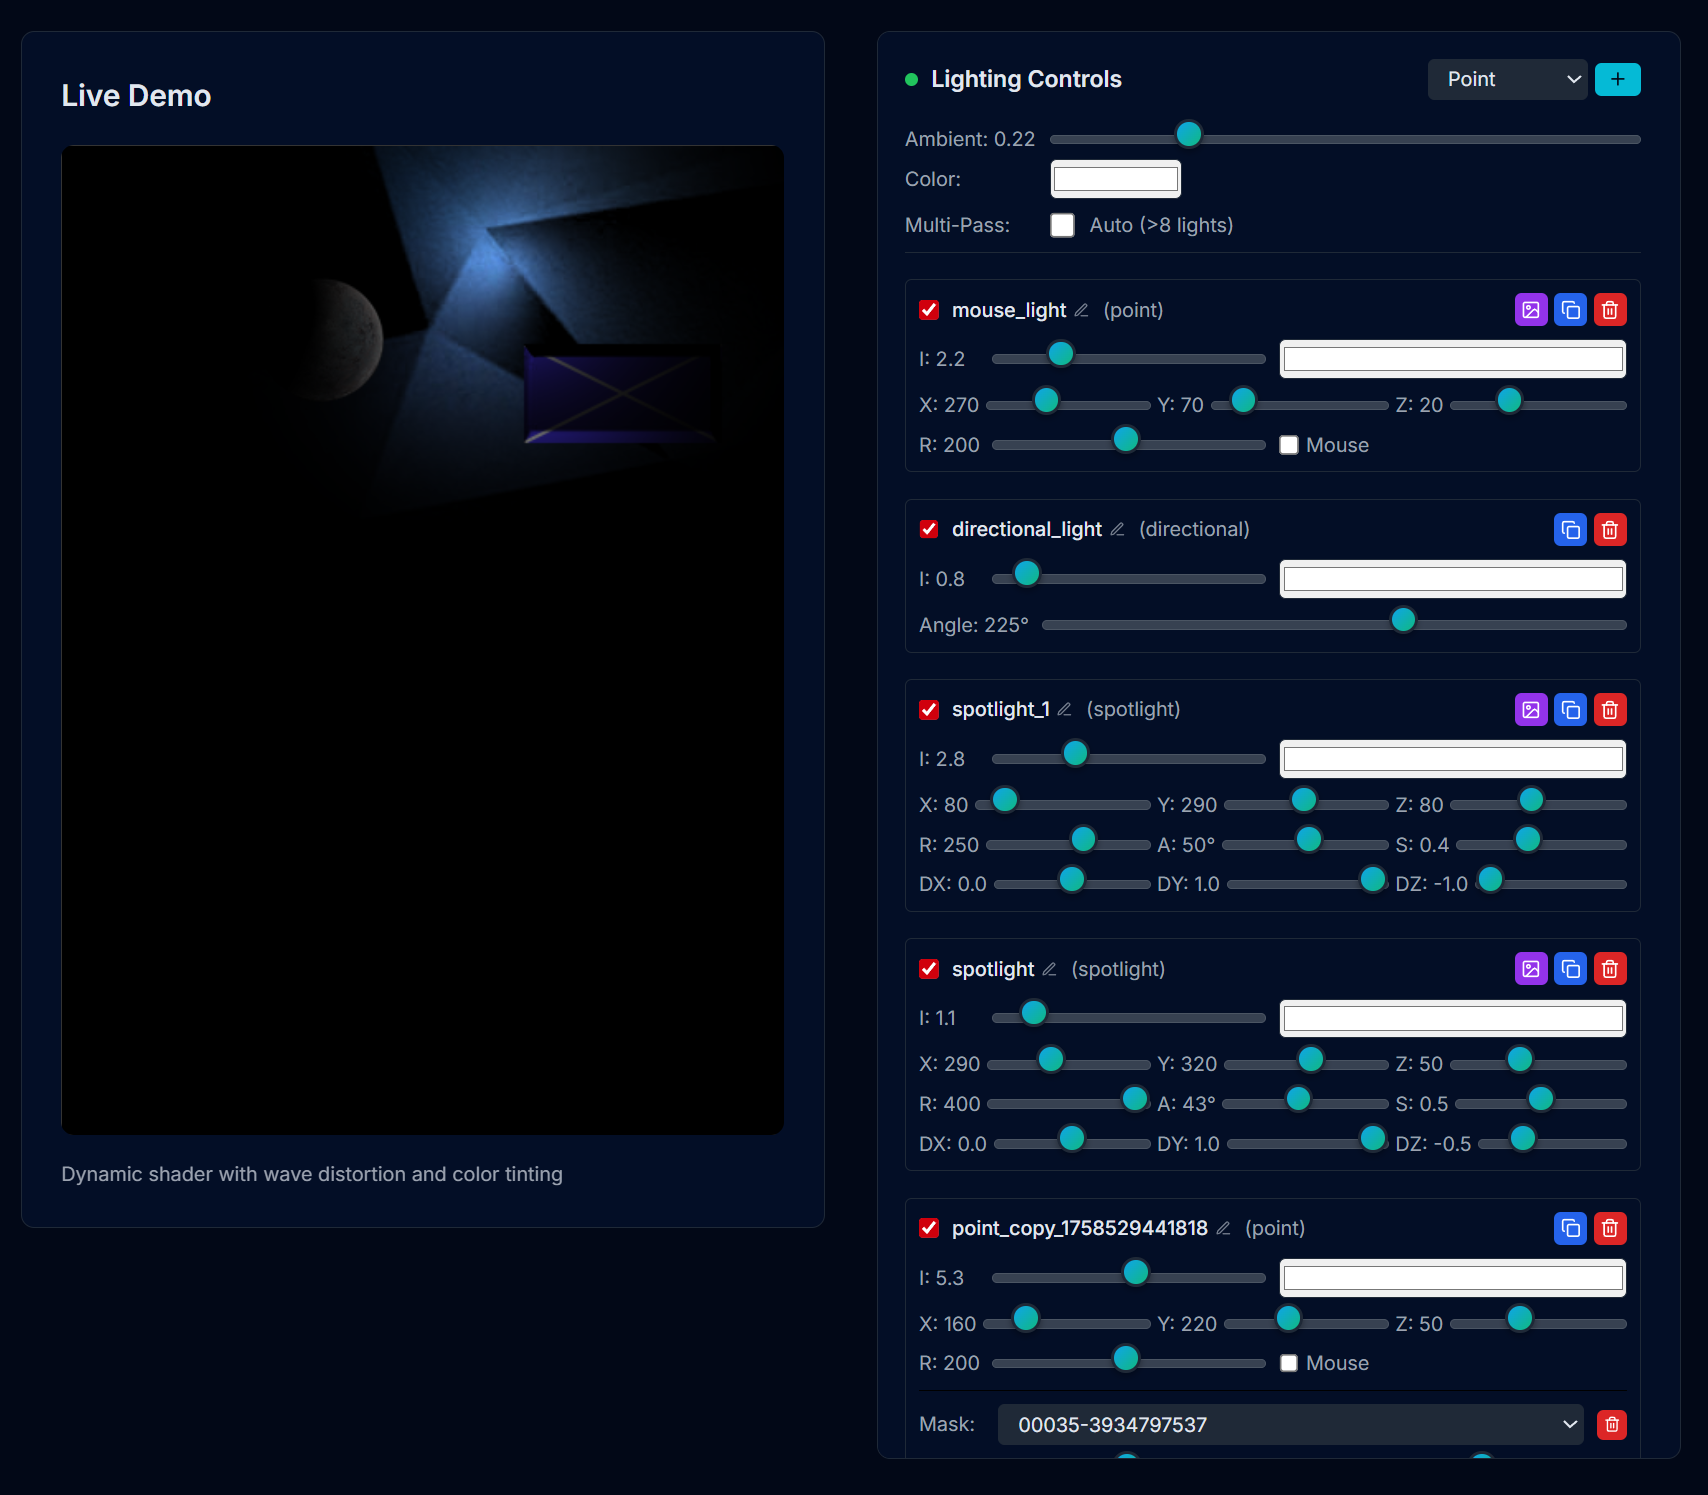 Live Demo
Dynamic shader with wave distortion and color tinting
Lighting Controls
Point
Ambient: 0.22
Color:
Multi-Pass: Auto (>8 lights)
mouse_light (point)
I: 2.2
X: 270 Y: 70 Z: 20
R: 200 Mouse
directional_light (directional)
I: 0.8
Angle: 225°
spotlight_1 (spotlight)
I: 2.8
X: 80 Y: 290 Z: 80
R: 250 A: 50° S: 0.4
DX: 0.0 DY: 1.0 DZ: -1.0
spotlight (spotlight)
I: 1.1
X: 290 Y: 320 Z: 50
R: 400 A: 43° S: 0.5
DX: 0.0 DY: 1.0 DZ: -0.5
point_copy_1758529441818 (point)
I: 5.3
X: 160 Y: 220 Z: 50
R: 200 Mouse
Mask: 00035-3934797537